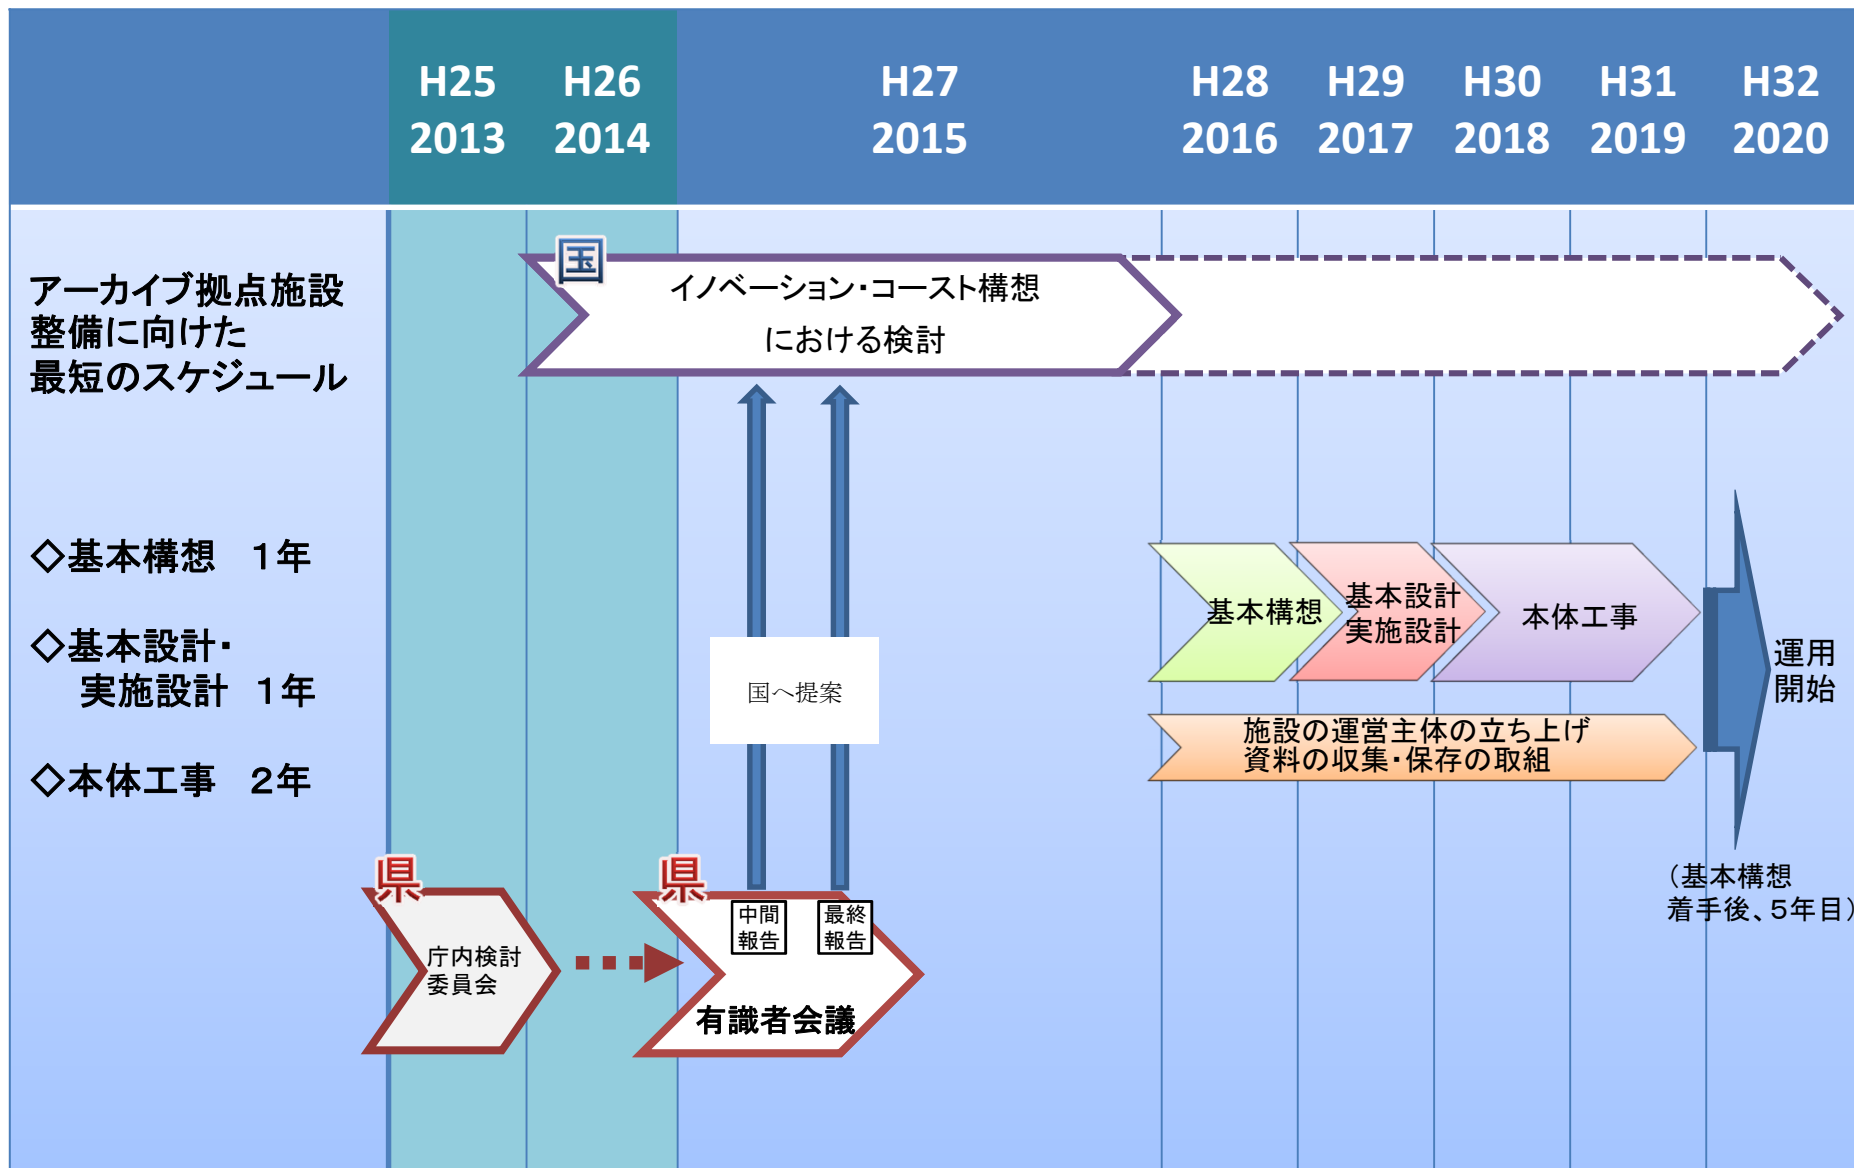 H25
2013
H26
2014
H27
2015
H28
2016
H29
2017
H30
2018
H31
2019
H32
2020
アーカイブ拠点施設
整備に向けた
最短のスケジュール
◇基本構想　1年
◇基本設計・
実施設計　1年
◇本体工事　2年
国
イノベーション・コースト構想
における検討
国へ提案
基本構想
基本設計
実施設計
本体工事
施設の運営主体の立ち上げ
資料の収集・保存の取組
運用
開始
（基本構想
着手後、5年目）
県
庁内検討
委員会
県
中間
報告
最終
報告
有識者会議